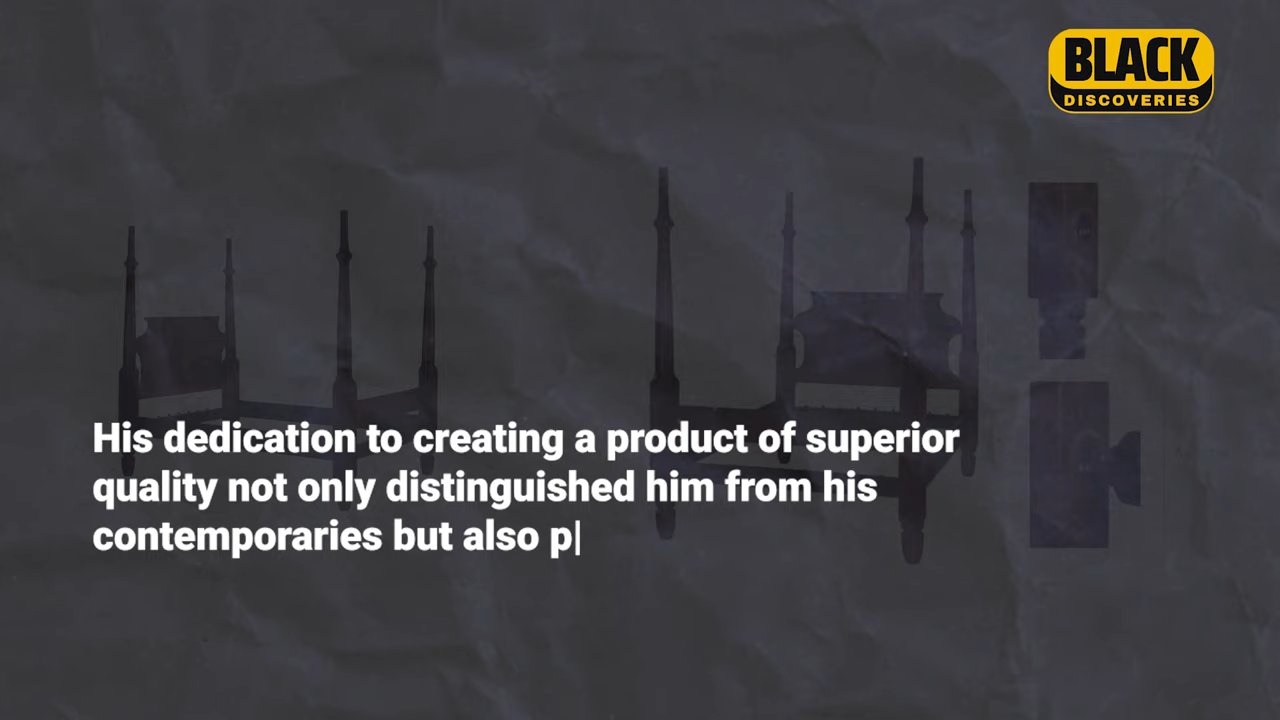 BLACK
DISCOVERIES
His dedication to creating a product of superior
quality not only distinguished him from his
contemporaries but also p|